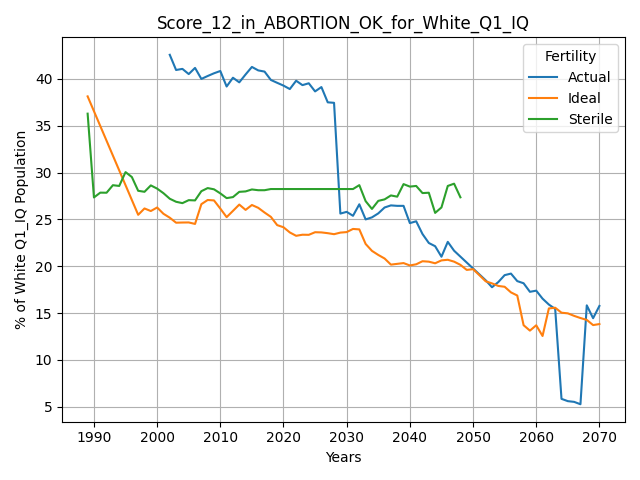 Score_12_in_ABORTION_OK_for_White_Q1_IQ
Fertility
Actual
Ideal
Sterile
% of White Q1_IQ Population
40
35
30
25
20
15
10
5
1990 2000 2010 2020 2030 2040 2050 2060 2070
Years